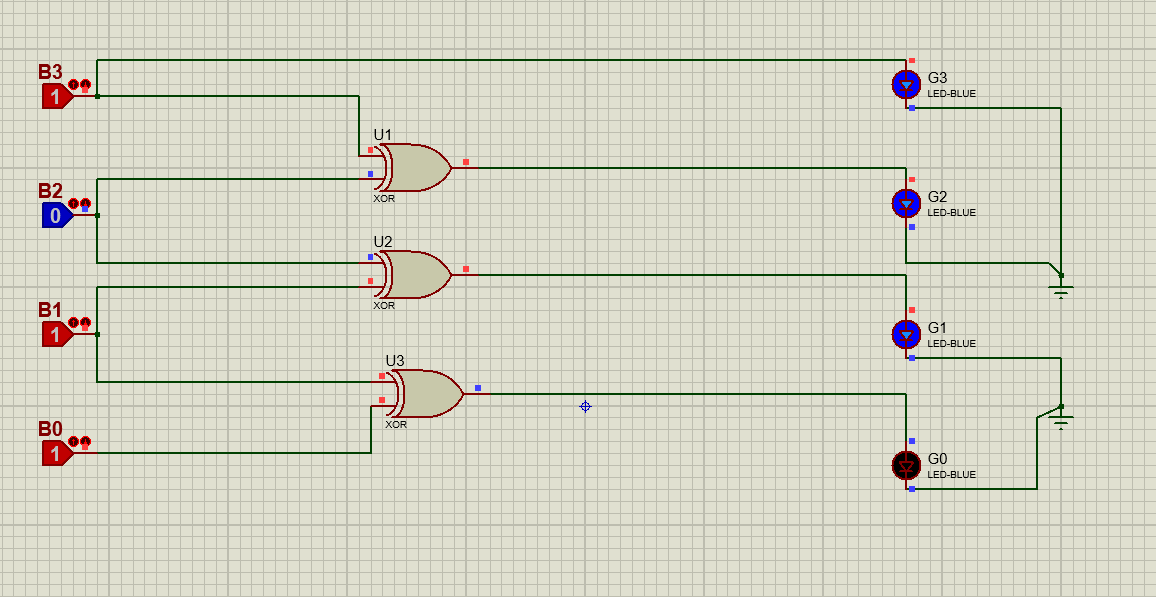 B3
1
G3
LED-BLUE
U1
XOR
B2
0
G2
LED-BLUE
U2
XOR
B1
1
G1
LED-BLUE
U3
XOR
B0
1
G0
LED-BLUE